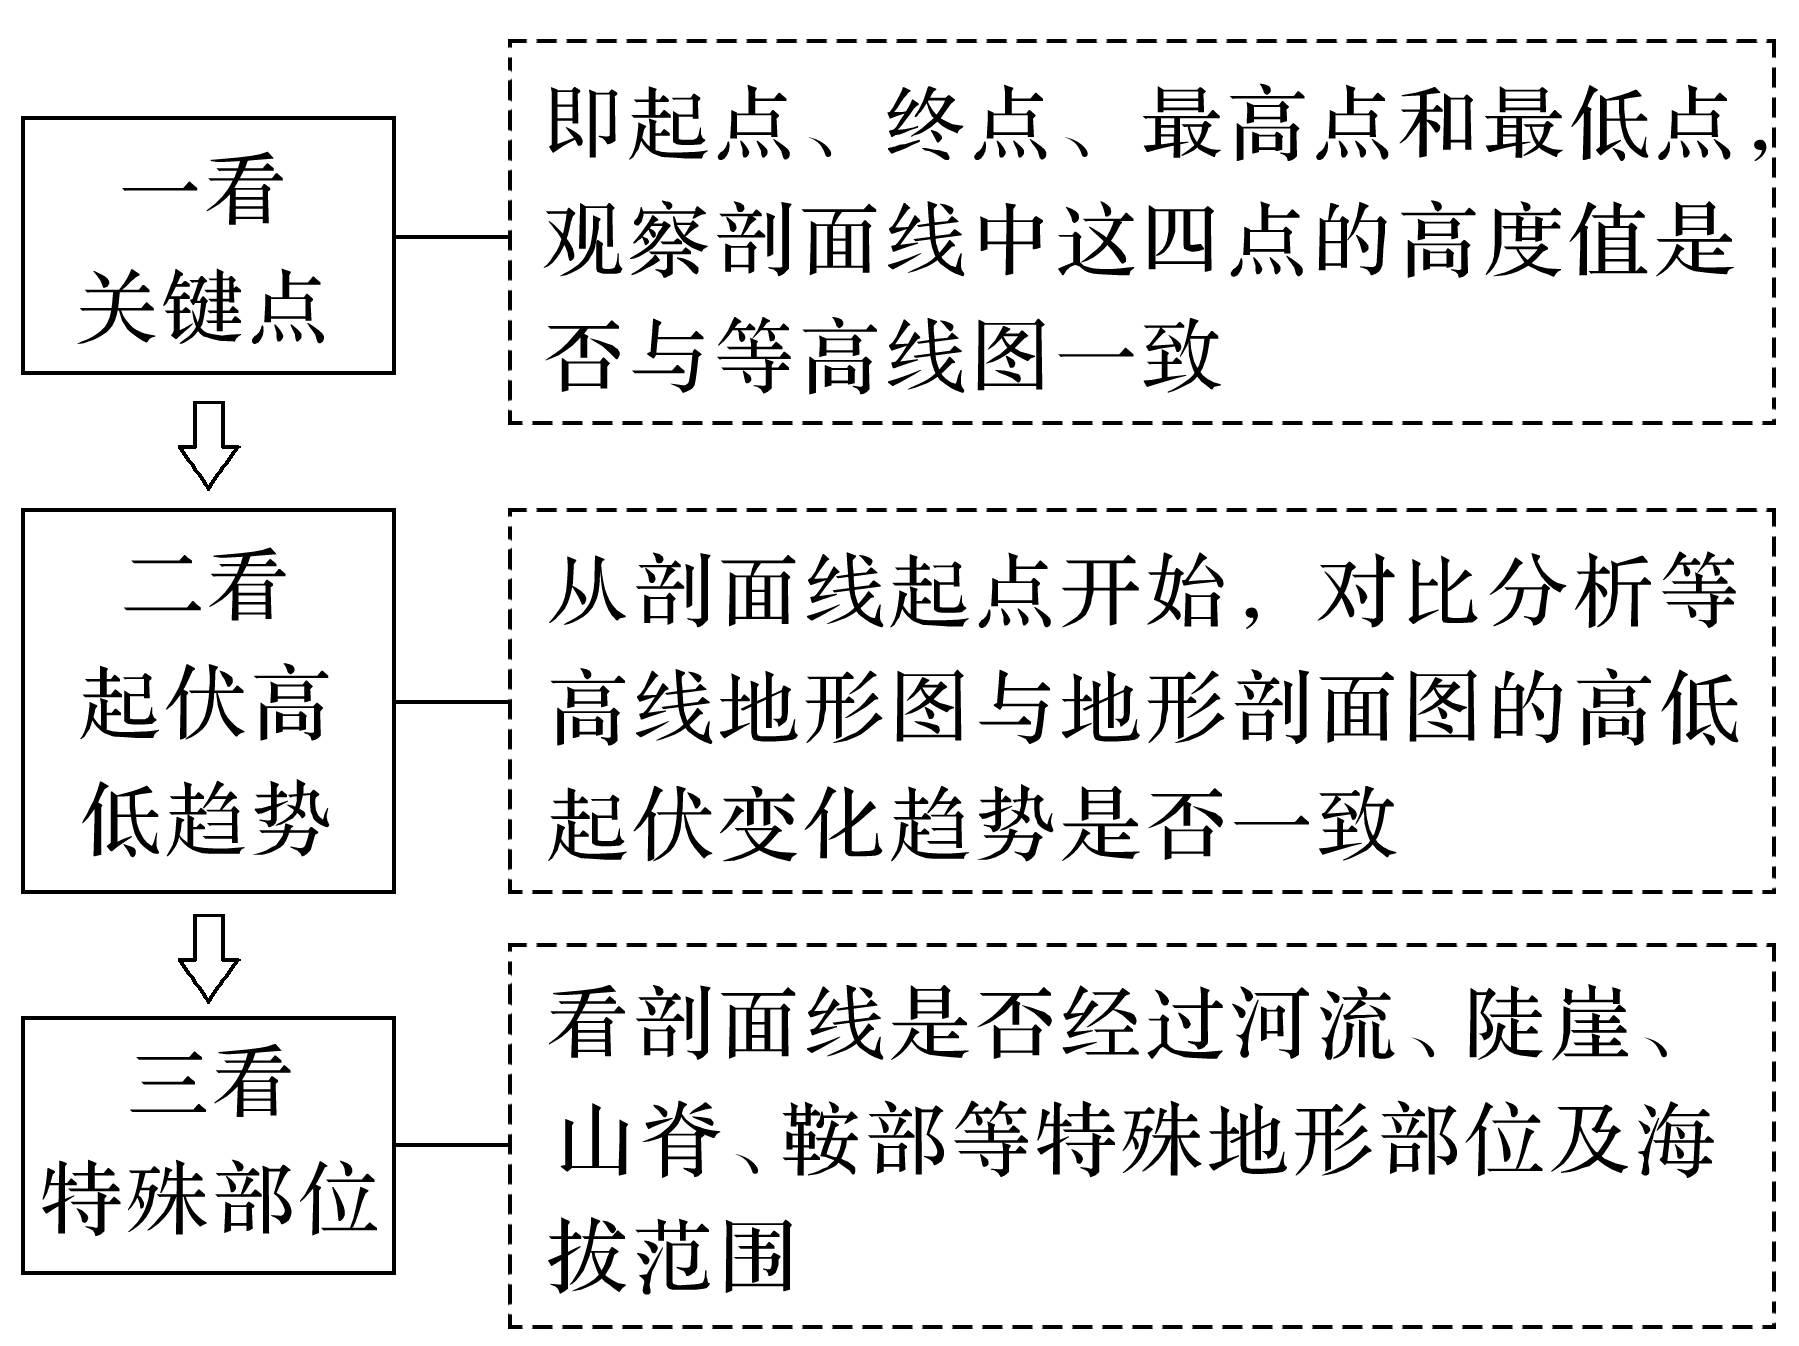 一看
关键点
即起点、终点、最高点和最低点，
观察剖面线中这四点的高度值是
否与等高线图一致
二看
起伏高
低趋势
从剖面线起点开始，对比分析等
高线地形图与地形剖面图的高低
起伏变化趋势是否一致
三看
特殊部位
看剖面线是否经过河流、陡崖、
山脊、鞍部等特殊地形部位及海
拔范围